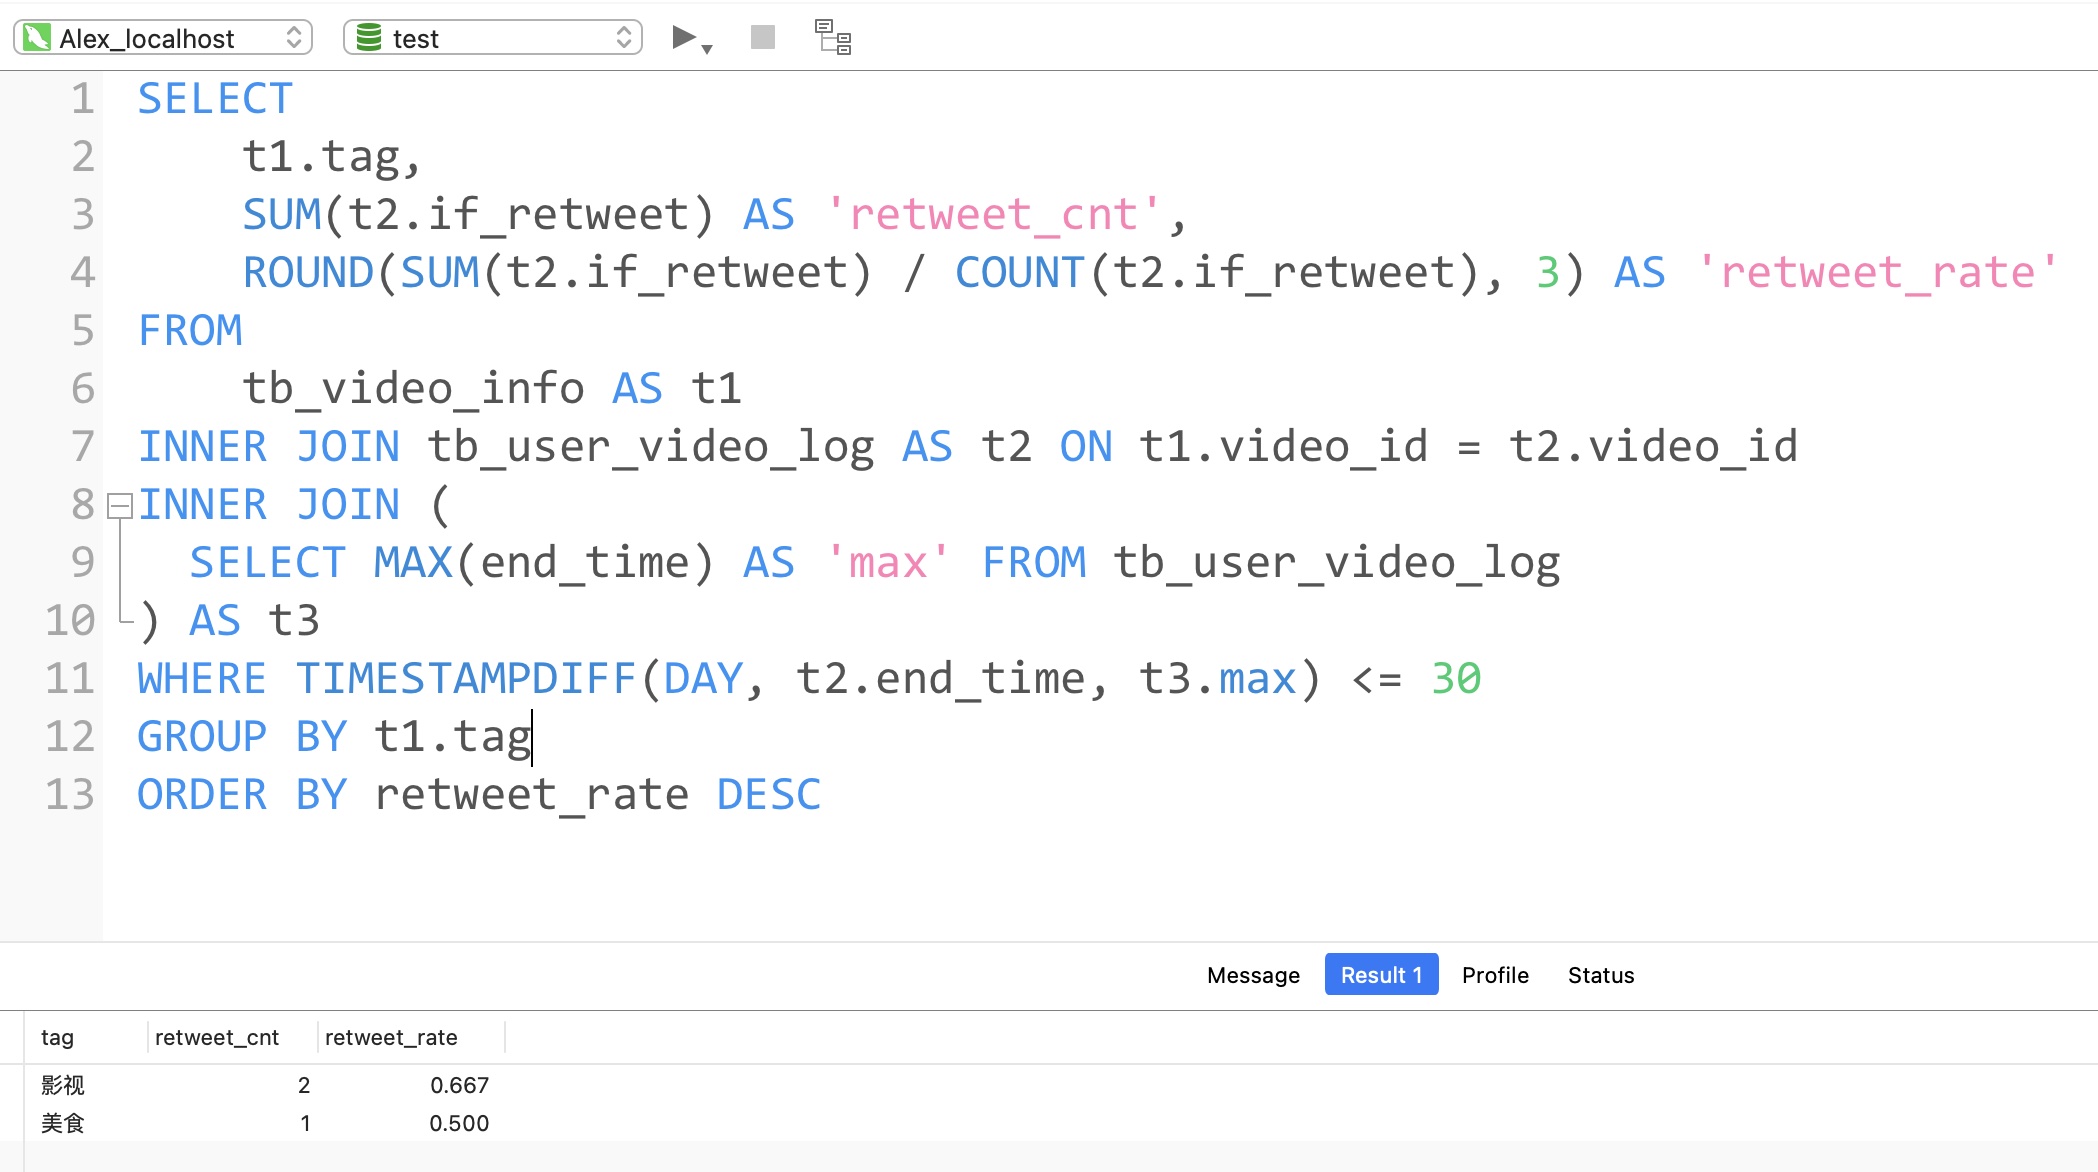 Alex_localhost test
1 SELECT
2 t1.tag,
3 SUM(t2.if_retweet) AS 'retweet_cnt',
4 ROUND(SUM(t2.if_retweet) / COUNT(t2.if_retweet), 3) AS 'retweet_rate'
5 FROM
6 tb_video_info AS t1
7 INNER JOIN tb_user_video_log AS t2 ON t1.video_id = t2.video_id
8 INNER JOIN (
9 SELECT MAX(end_time) AS 'max' FROM tb_user_video_log
10 ) AS t3
11 WHERE TIMESTAMPDIFF(DAY, t2.end_time, t3.max) <= 30
12 GROUP BY t1.tag
13 ORDER BY retweet_rate DESC
Message Result 1 Profile Status
tag retweet_cnt retweet_rate
影视 2 0.667
美食 1 0.500